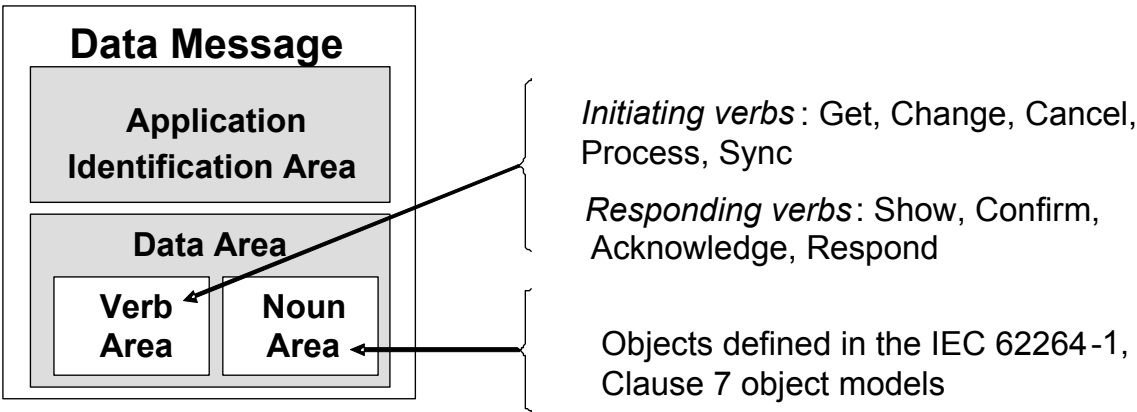 Data Message
Application
Identification Area
Data Area
Verb
Area
Noun
Area
Initiating verbs: Get, Change, Cancel,
Process, Sync
Responding verbs: Show, Confirm,
Acknowledge, Respond
Objects defined in the IEC 62264-1,
Clause 7 object models